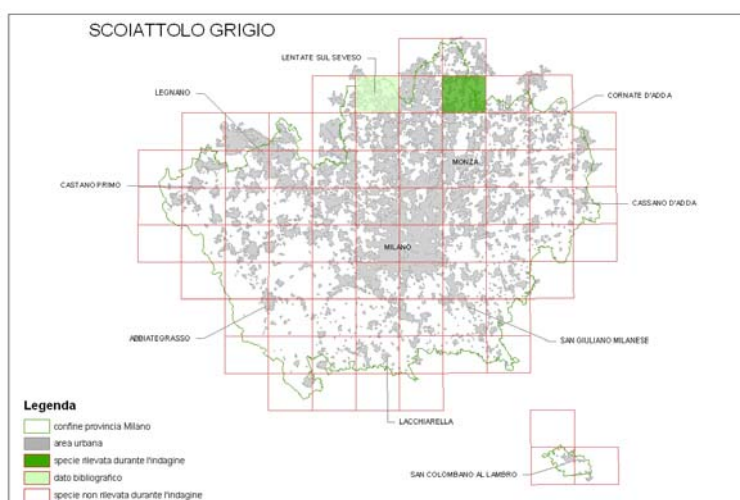 SCOIATTOLO GRIGIO
LENTATE SUL SEVESO
LEGNANO
CORNATE D'ADDA
MONZA
CASTANO PRIMO
CASSANO D'ADDA
MILANO
ABBIATEGRASSO
SAN GIULIANO MILANESE
LACCHIARELLA
SAN COLOMBANO AL LAMBRO
Legenda
confine provincia Milano
area urbana
specie rilevata durante l'indagine
dato bibliografico
specie non rilevata durante l'indagine